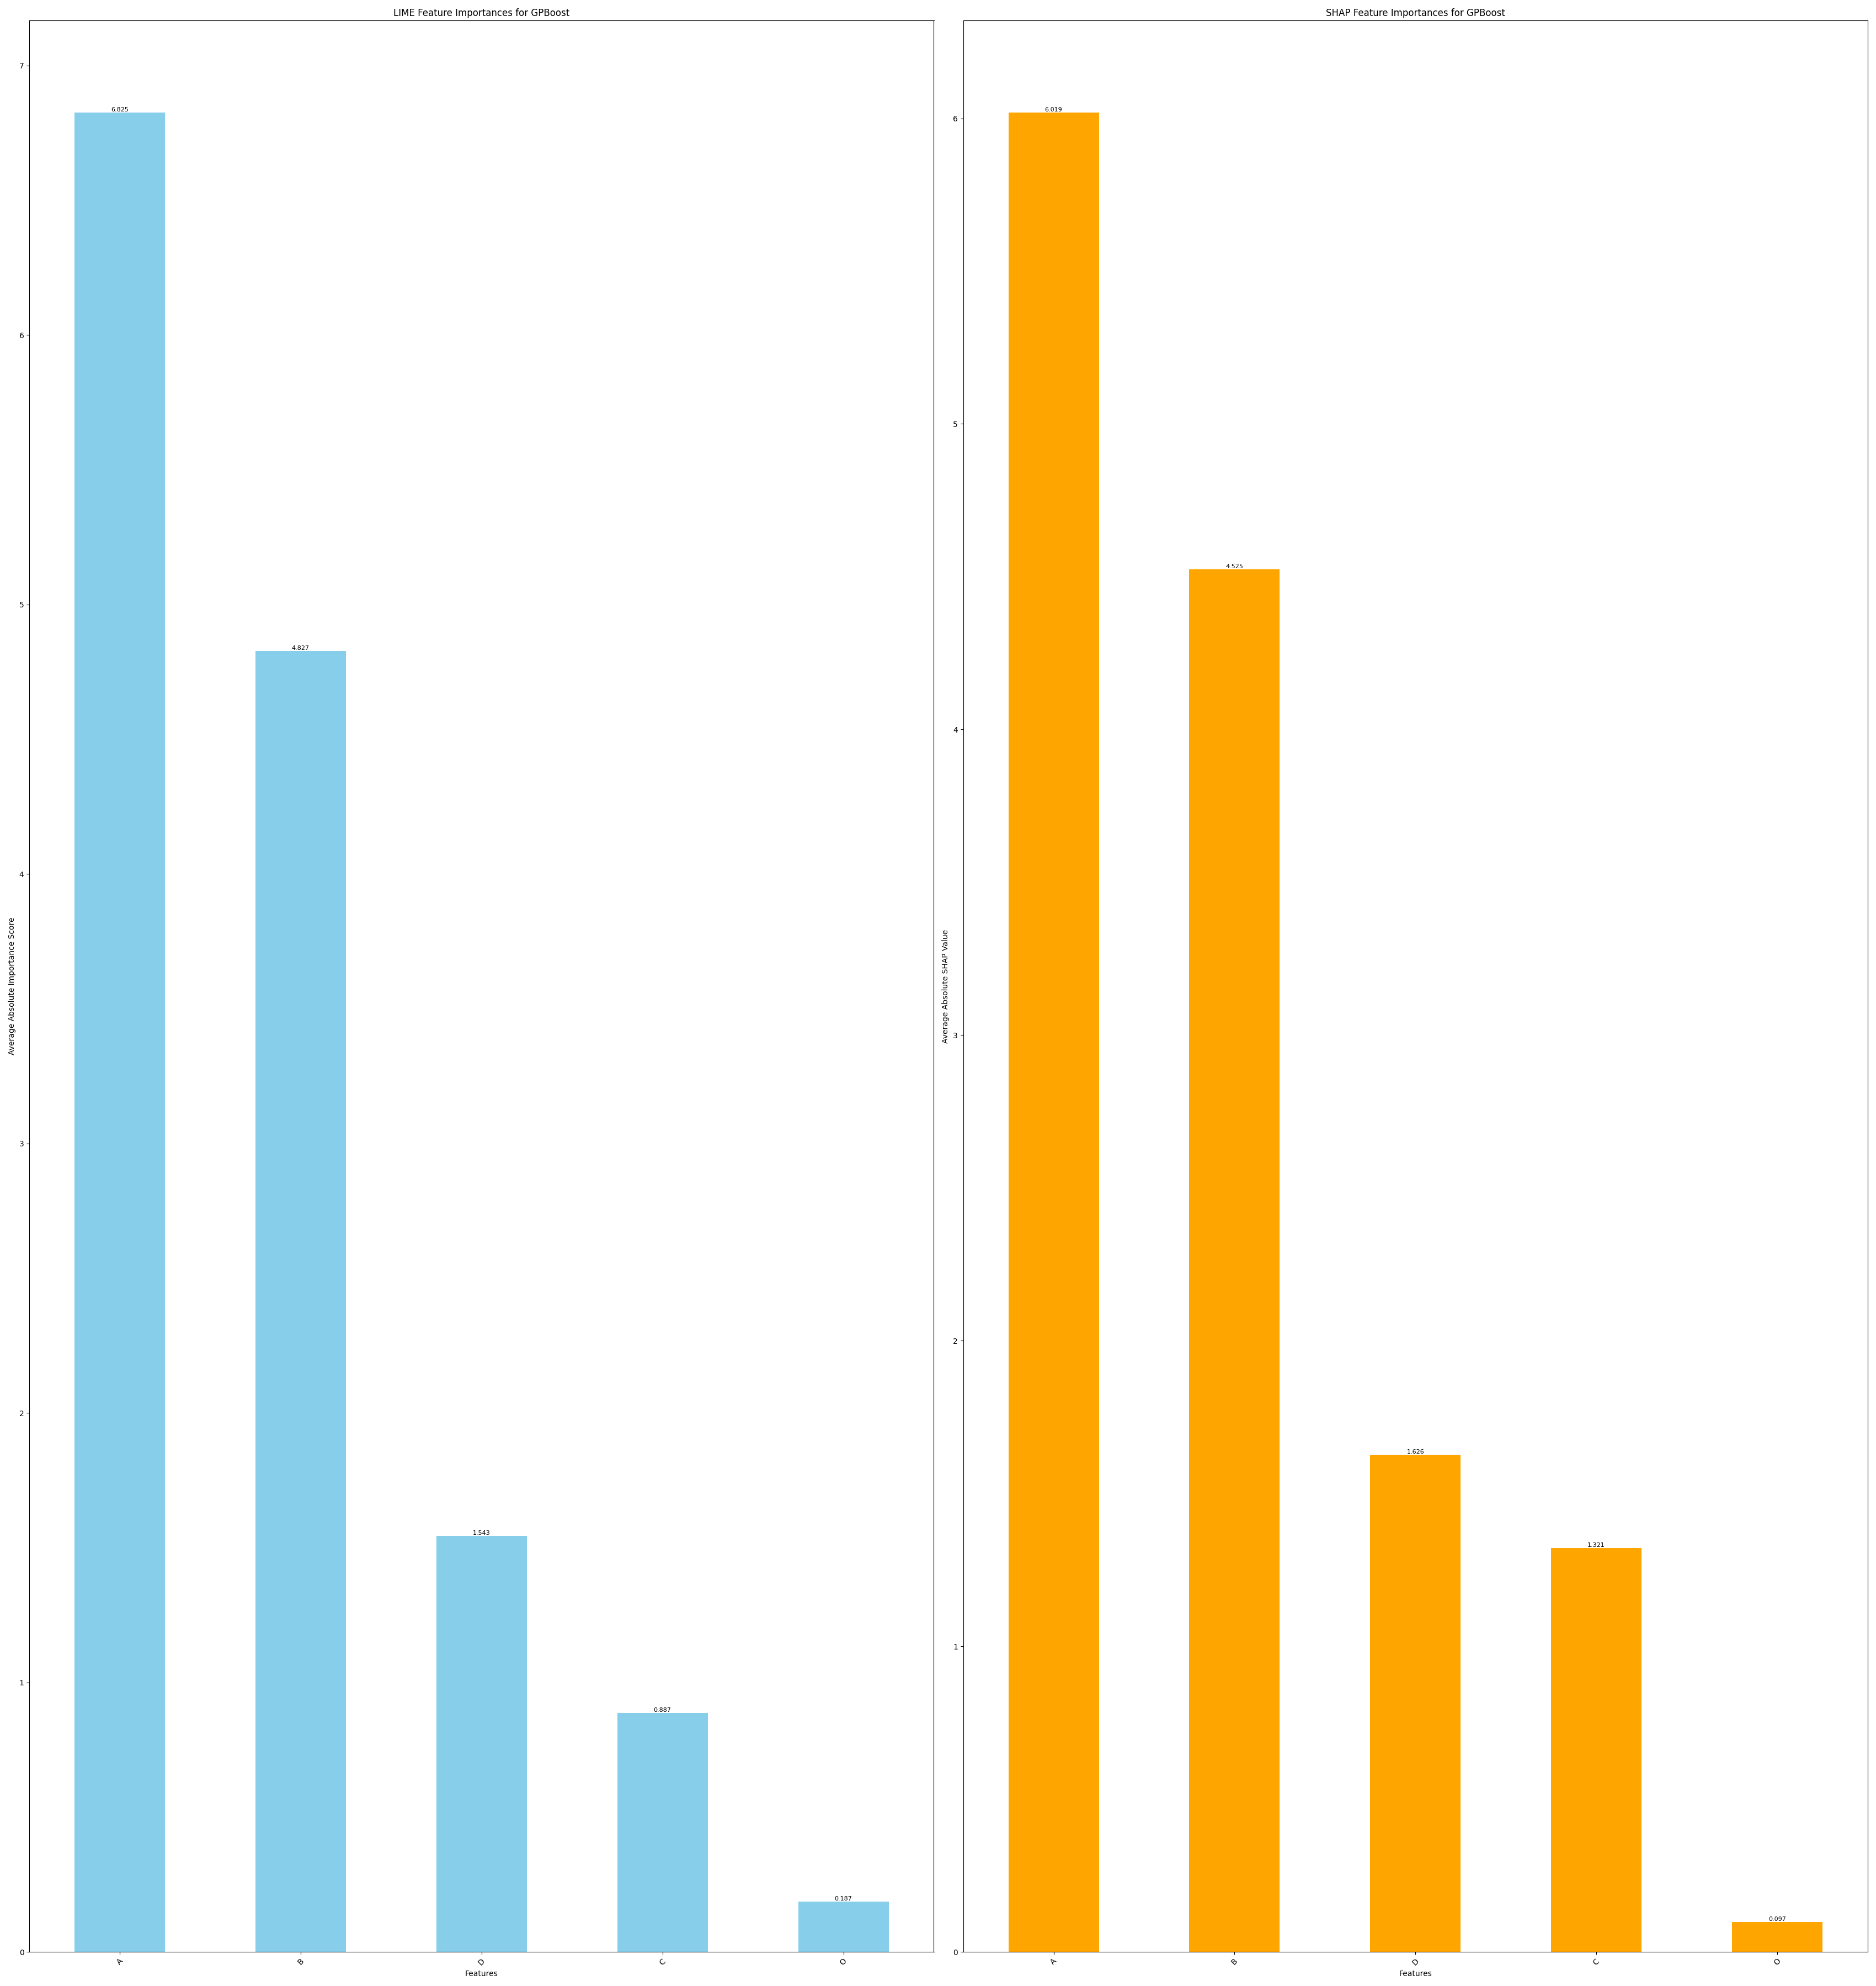 LIME Feature Importances for GPBoost
7
6
5
4
3
2
1
0
Average Absolute Importance Score
6.825
4.827
1.543
0.887
0.187
A
B
D
C
O
Features
SHAP Feature Importances for GPBoost
6
5
4
3
2
1
0
Average Absolute SHAP Value
6.019
4.525
1.626
1.321
0.097
A
B
D
C
O
Features